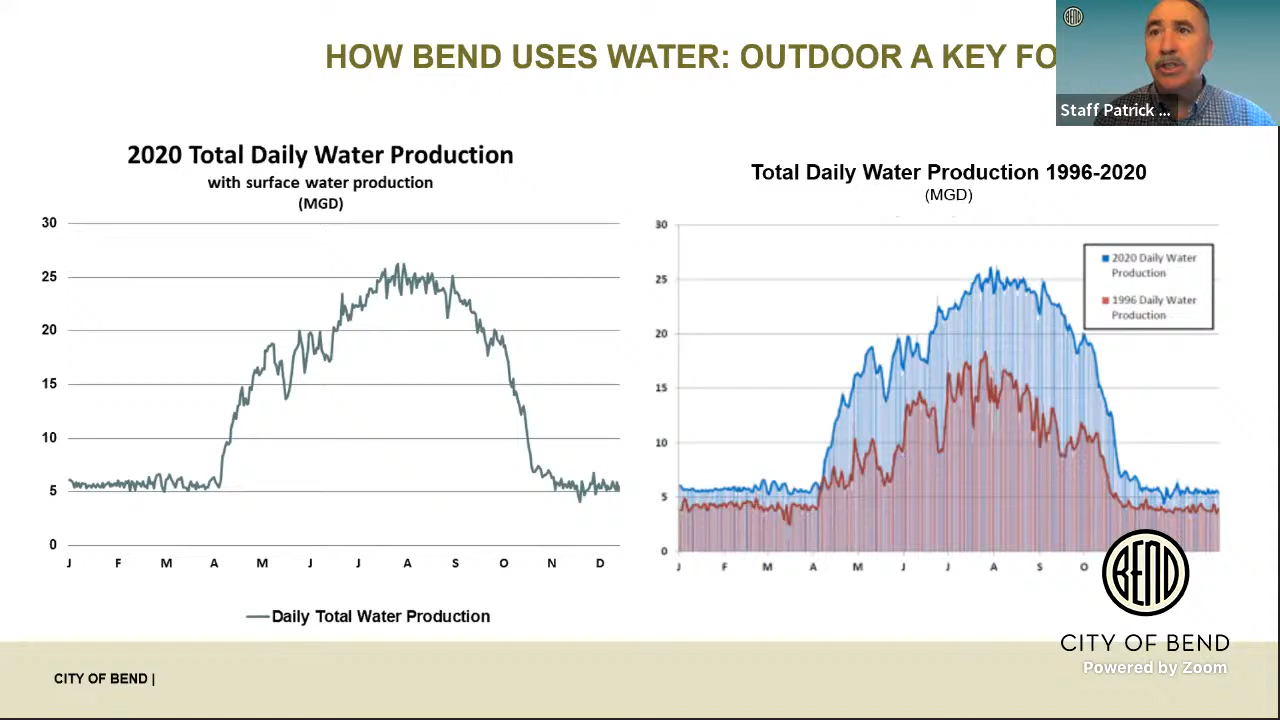 HOW BEND USES WATER: OUTDOOR A KEY FO
BEND
Staff Patrick ...
2020 Total Daily Water Production
with surface water production
(MGD)
30
25
20
15
10
5
0
J F M A M J J A S O N D
Daily Total Water Production
Total Daily Water Production 1996-2020
(MGD)
30
25
20
15
10
5
0
J F M A M J J A S O
2020 Daily Water
Production
1996 Daily Water
Production
BEND
CITY OF BEND
Powered by Zoom
CITY OF BEND |